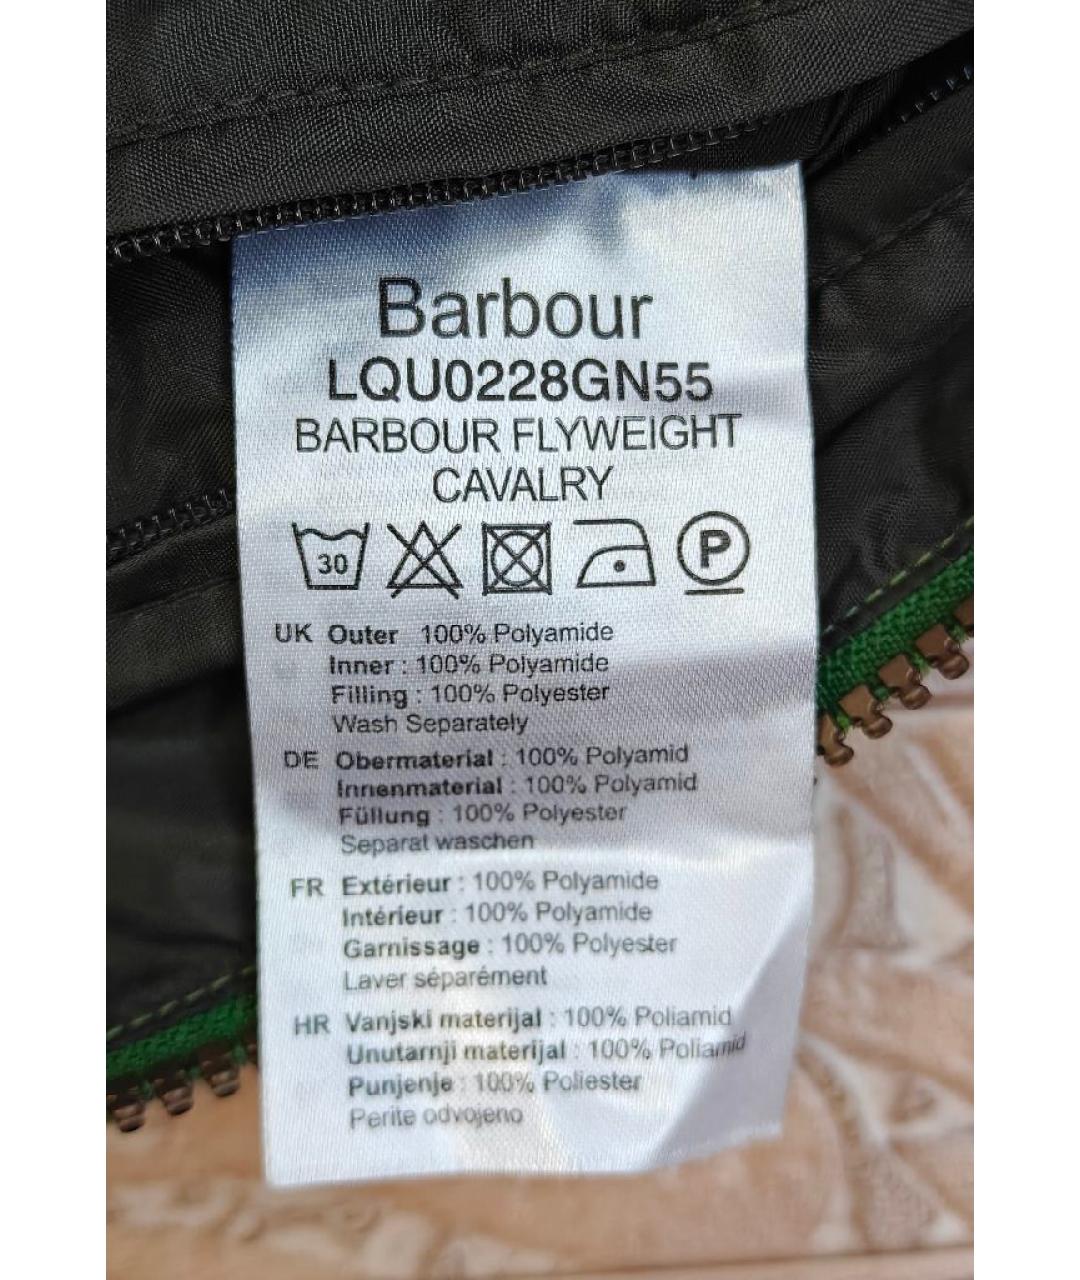 Barbour
LQU0228GN55
BARBOUR FLYWEIGHT
CAVALRY
30 P
UK Outer 100% Polyamide
Inner : 100% Polyamide
Filling : 100% Polyester
Wash Separately
DE Obermaterial : 100% Polyamid
Innenmaterial : 100% Polyamid
Füllung : 100% Polyester
Separat waschen
FR Extérieur : 100% Polyamide
Intérieur : 100% Polyamide
Garnissage : 100% Polyester
Laver séparément
HR Vanjski materijal : 100% Poliamid
Unutarnji materijal : 100% Poliamid
Punjenje : 100% Poliester
Perite odvojeno